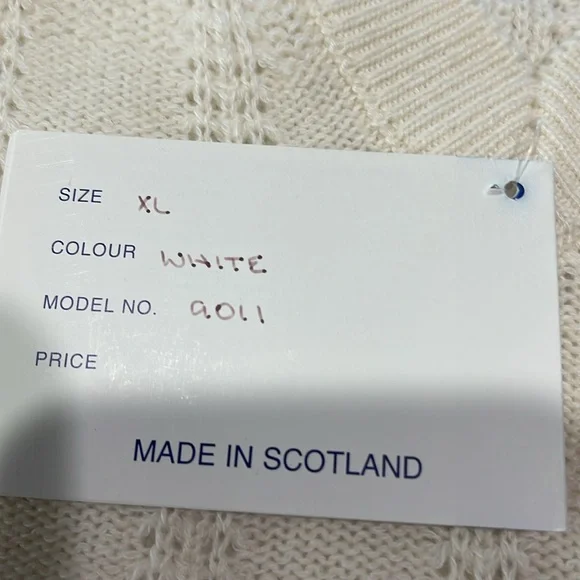 SIZE XL
COLOUR WHITE
MODEL NO. 9011
PRICE
MADE IN SCOTLAND